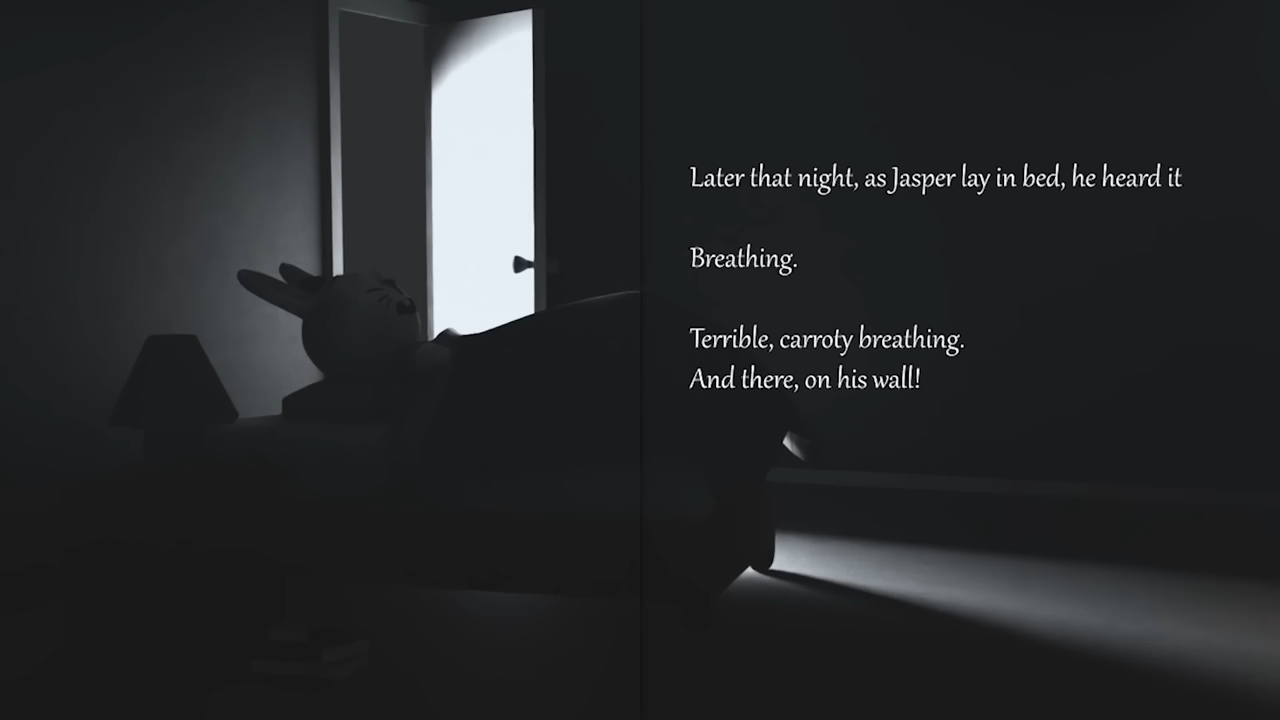 Later that night, as Jasper lay in bed, he heard it
Breathing.
Terrible, carroty breathing.
And there, on his wall!